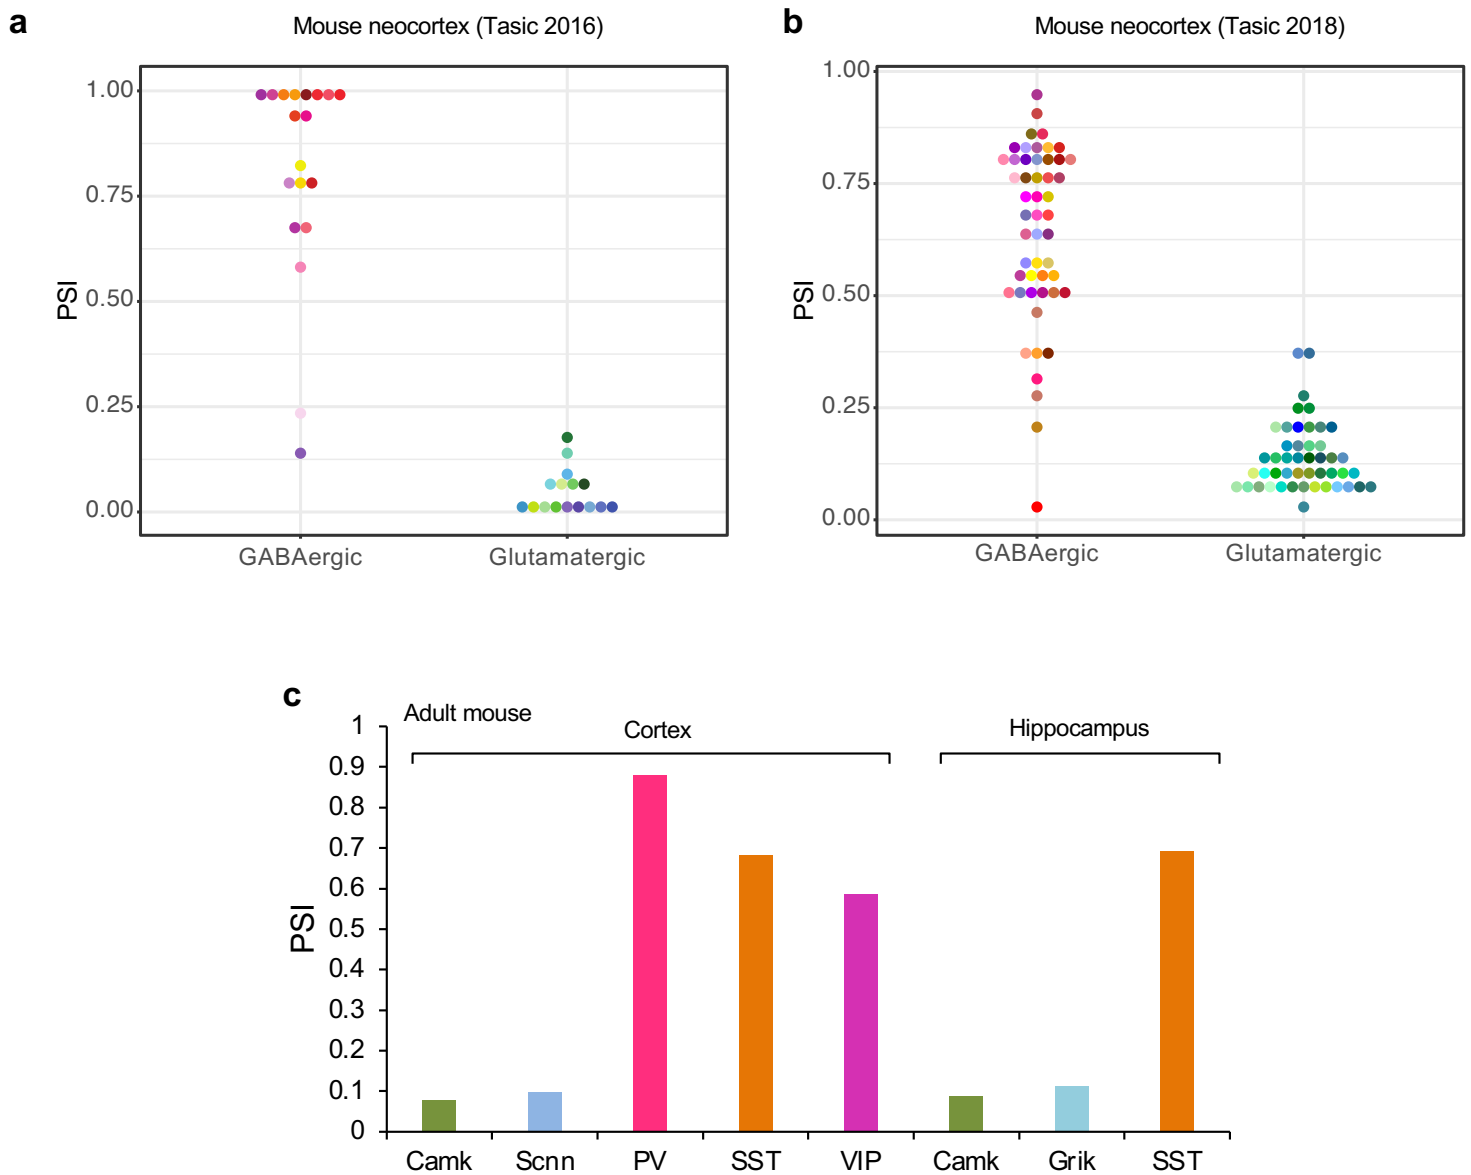 a
Mouse neocortex (Tasic 2016)
1.00
0.75
0.50
0.25
0.00
PSI
GABAergic
Glutamatergic
b
Mouse neocortex (Tasic 2018)
1.00
0.75
0.50
0.25
0.00
PSI
GABAergic
Glutamatergic
c
Adult mouse
Cortex
Hippocampus
1
0.9
0.8
0.7
0.6
0.5
0.4
0.3
0.2
0.1
0
PSI
Camk
Scnn
PV
SST
VIP
Camk
Grik
SST